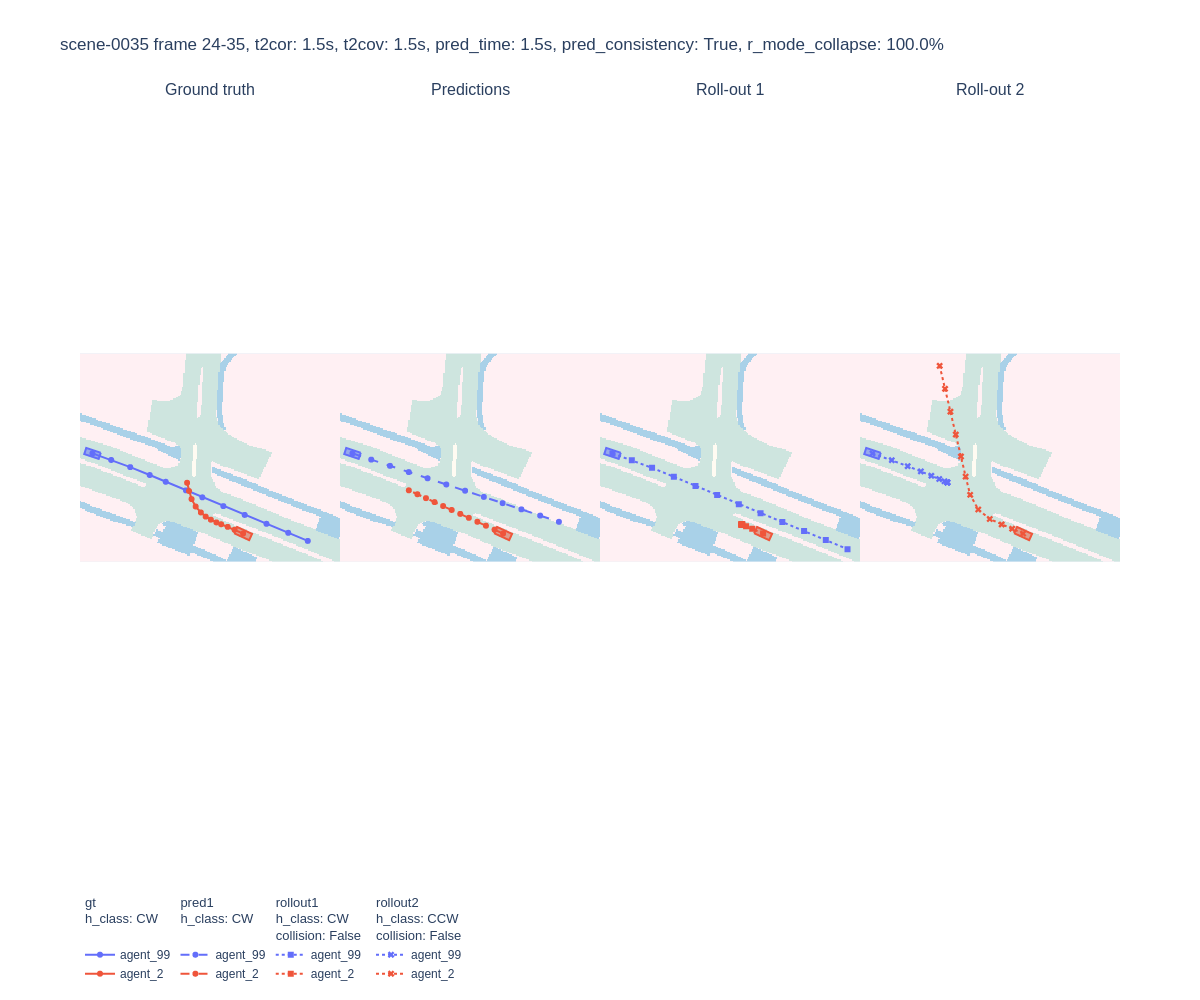 scene-0035 frame 24-35, t2cor: 1.5s, t2cov: 1.5s, pred_time: 1.5s, pred_consistency: True, r_mode_collapse: 100.0%
Ground truth
Predictions
Roll-out 1
Roll-out 2
gt
h_class: CW
agent_99
agent_2
pred1
h_class: CW
agent_99
agent_2
rollout1
h_class: CW
collision: False
agent_99
agent_2
rollout2
h_class: CCW
collision: False
agent_99
agent_2